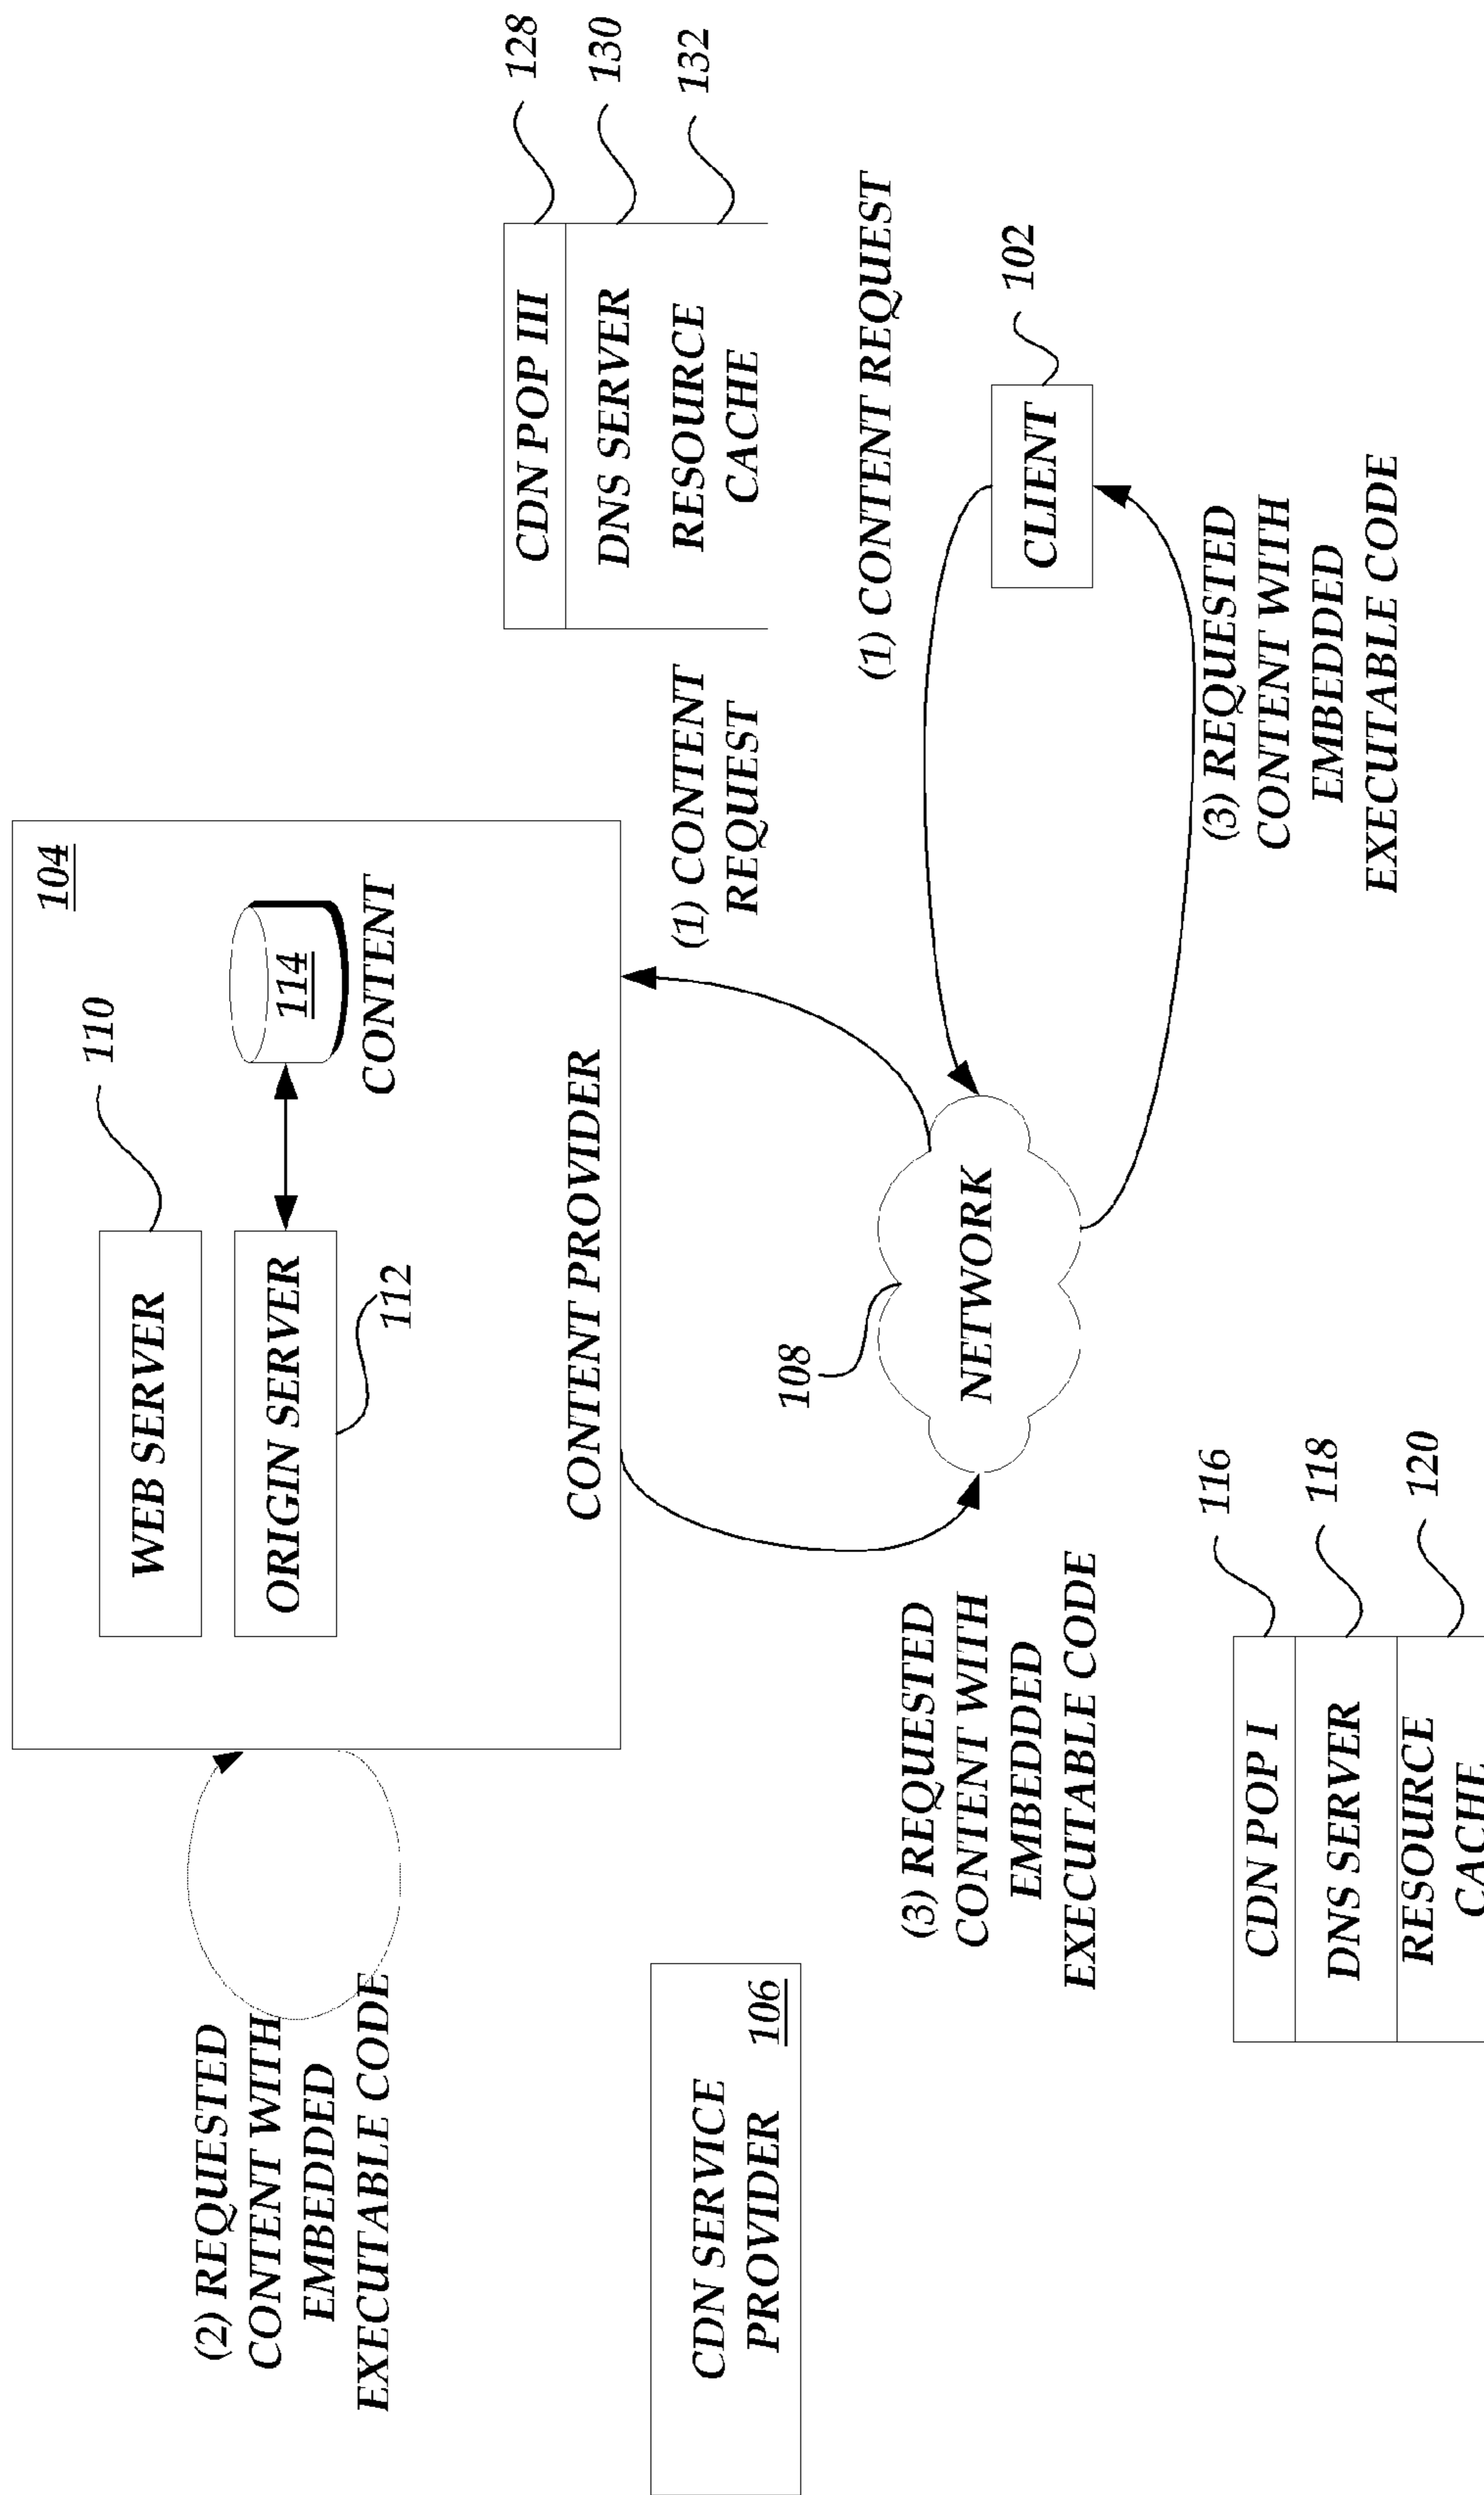 104
110
WEB SERVER
114
ORIGIN SERVER
CONTENT
112
CONTENT PROVIDER
(2) REQUESTED
CONTENT WITH
EMBEDDED
EXECUTABLE CODE
128
CDN POP III
130
DNS SERVER
132
RESOURCE
CACHE
(1) CONTENT
REQUEST
CDN SERVICE
PROVIDER
106
(1) CONTENT REQUEST
108
NETWORK
102
CLIENT
(3) REQUESTED
CONTENT WITH
EMBEDDED
EXECUTABLE CODE
(3) REQUESTED
CONTENT WITH
EMBEDDED
EXECUTABLE CODE
116
CDN POP I
118
DNS SERVER
120
RESOURCE
CACHE